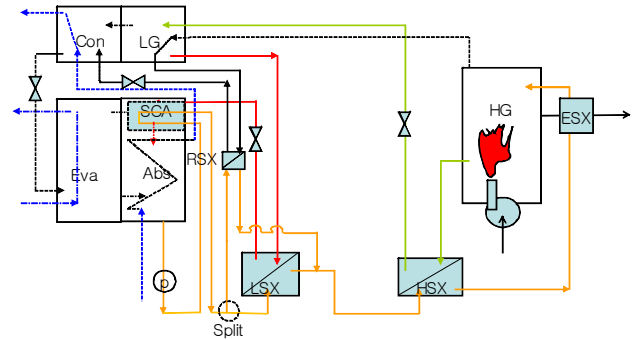 Con
LG
SCA
HG
ESX
RSX
Eva
Abs
p
LSX
HSX
Split